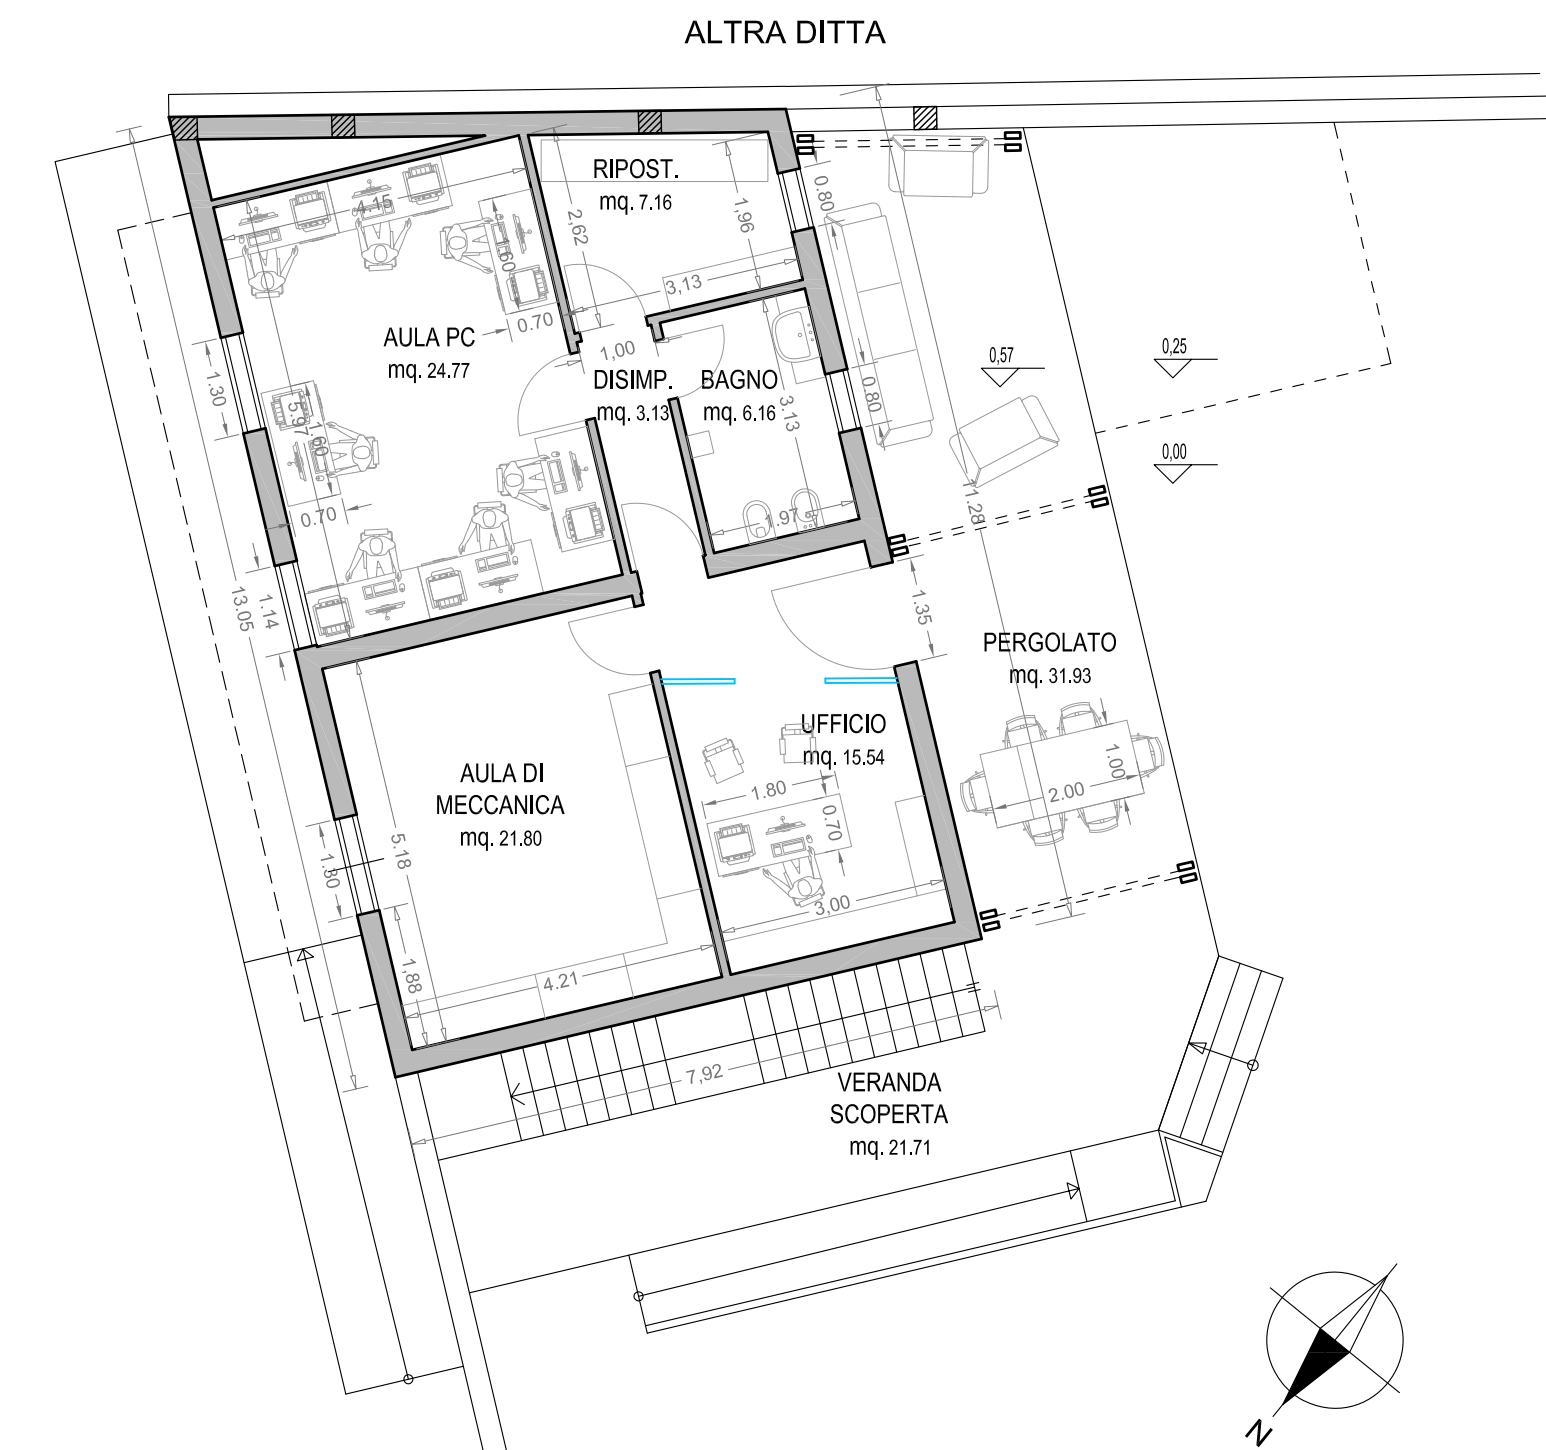 ALTRA DITTA
RIPOST.
mq. 7.16
4.15
2,62
1,96
0.80
3,13
1.60
0.70
AULA PC
mq. 24.77
1,00
DISIMP.
mq. 3.13
BAGNO
mq. 6.16
3.13
0.80
0,57
0,25
0,00
1.30
5.97
1.60
0.70
1.97
11.28
13.05
1.14
1.35
PERGOLATO
mq. 31.93
UFFICIO
mq. 15.54
1.80
0.70
1.00
2.00
AULA DI
MECCANICA
mq. 21.80
5.18
1.80
3,00
1,88
4.21
7,92
VERANDA
SCOPERTA
mq. 21.71
N